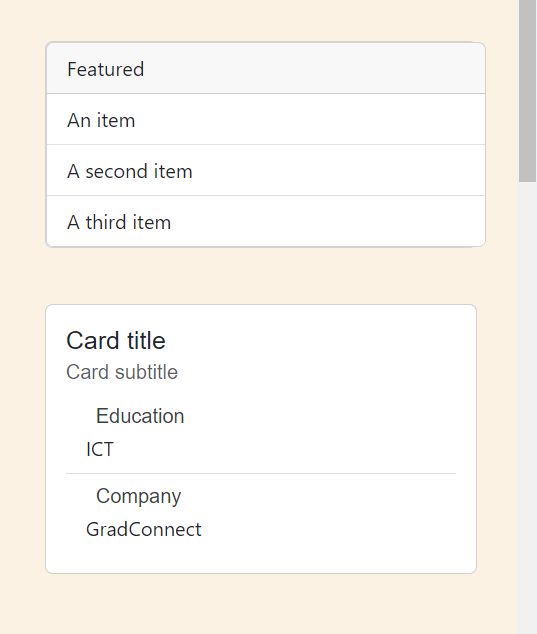 Featured
An item
A second item
A third item
Card title
Card subtitle
Education
ICT
Company
GradConnect